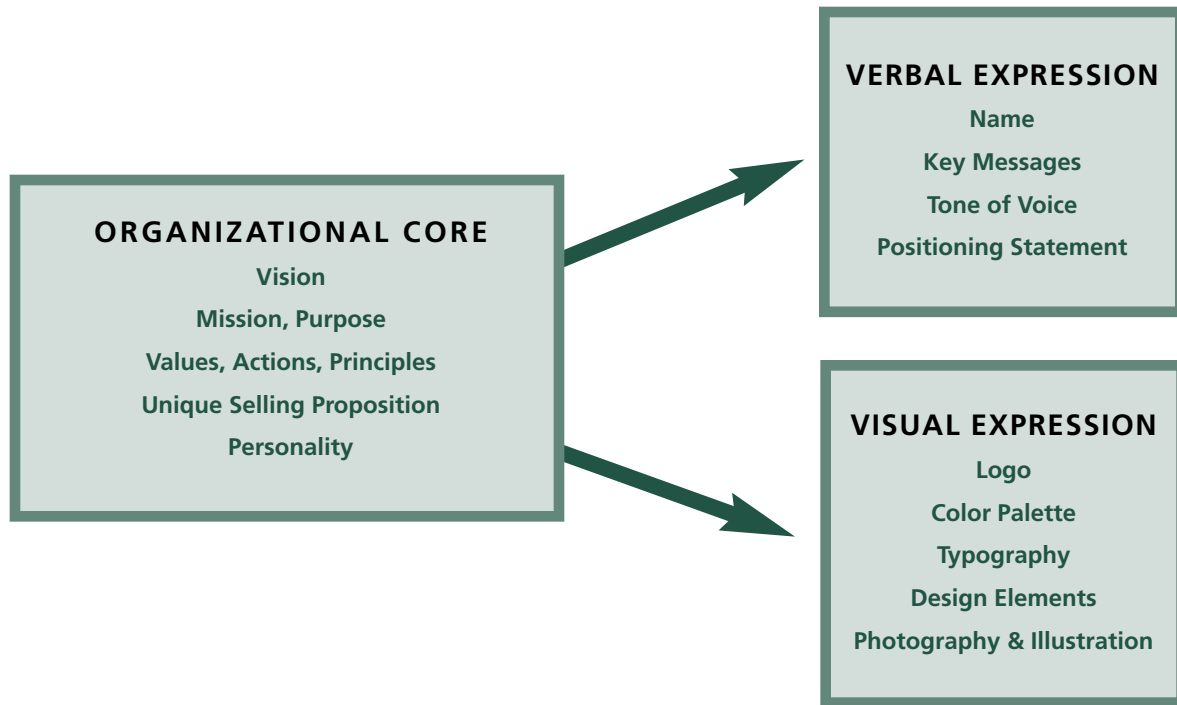 ORGANIZATIONAL CORE
Vision
Mission, Purpose
Values, Actions, Principles
Unique Selling Proposition
Personality
VERBAL EXPRESSION
Name
Key Messages
Tone of Voice
Positioning Statement
VISUAL EXPRESSION
Logo
Color Palette
Typography
Design Elements
Photography & Illustration